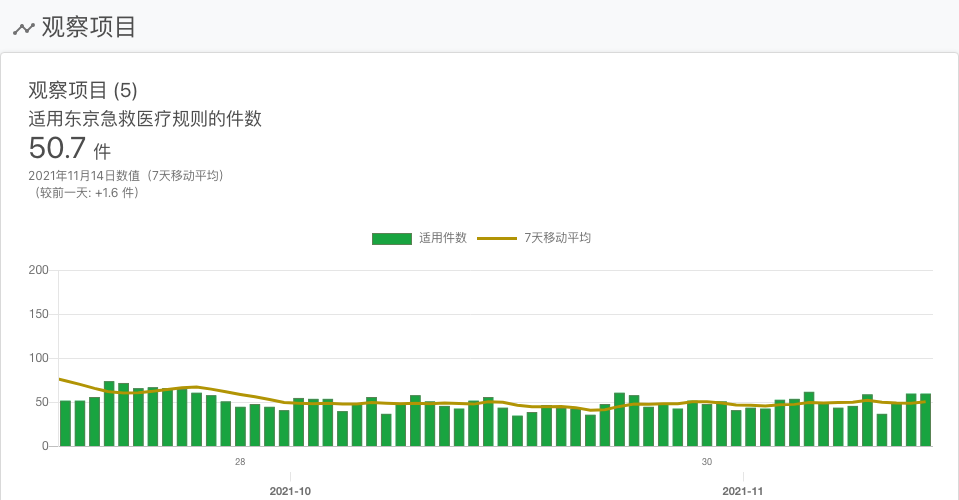 观察项目
观察项目 (5)
适用东京急救医疗规则的件数
50.7 件
2021年11月14日数值（7天移动平均）
（较前一天: +1.6 件）
适用件数 7天移动平均
200
150
100
50
0
28 30
2021-10 2021-11